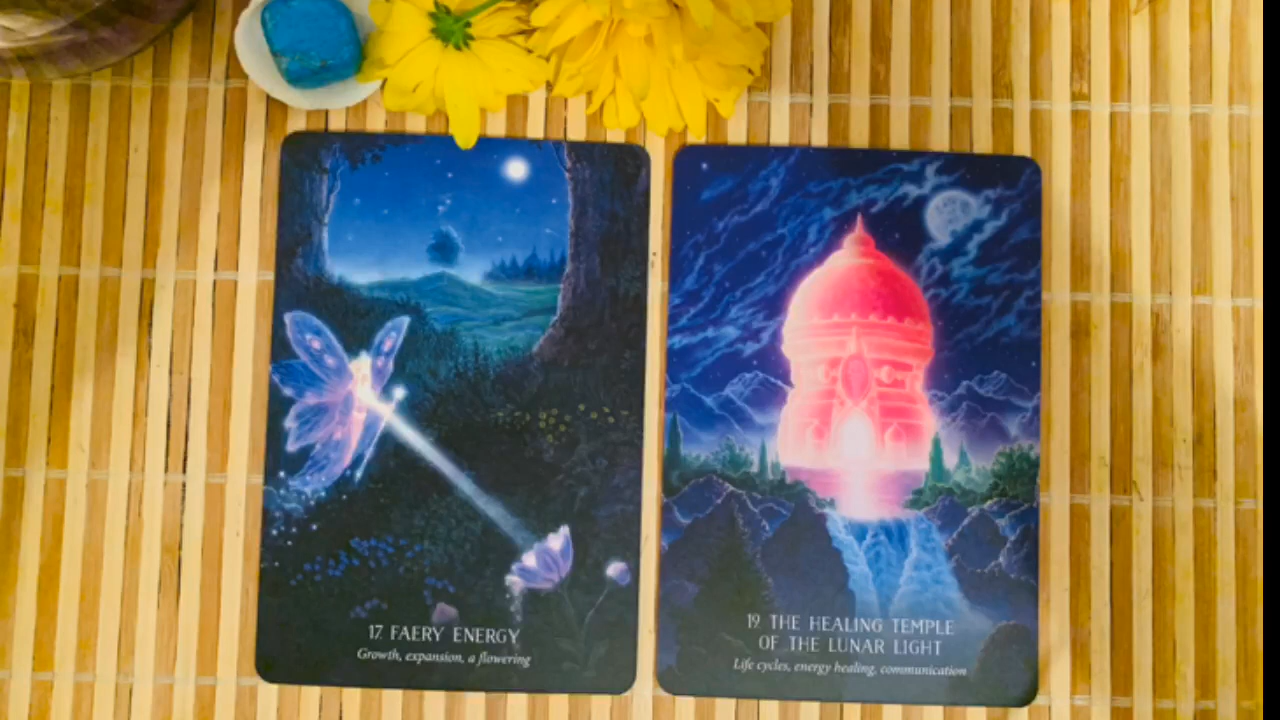 17 FAERY ENERGY
Growth, expansion, a flowering
19 THE HEALING TEMPLE
OF THE LUNAR LIGHT
Life cycles, energy healing, communication